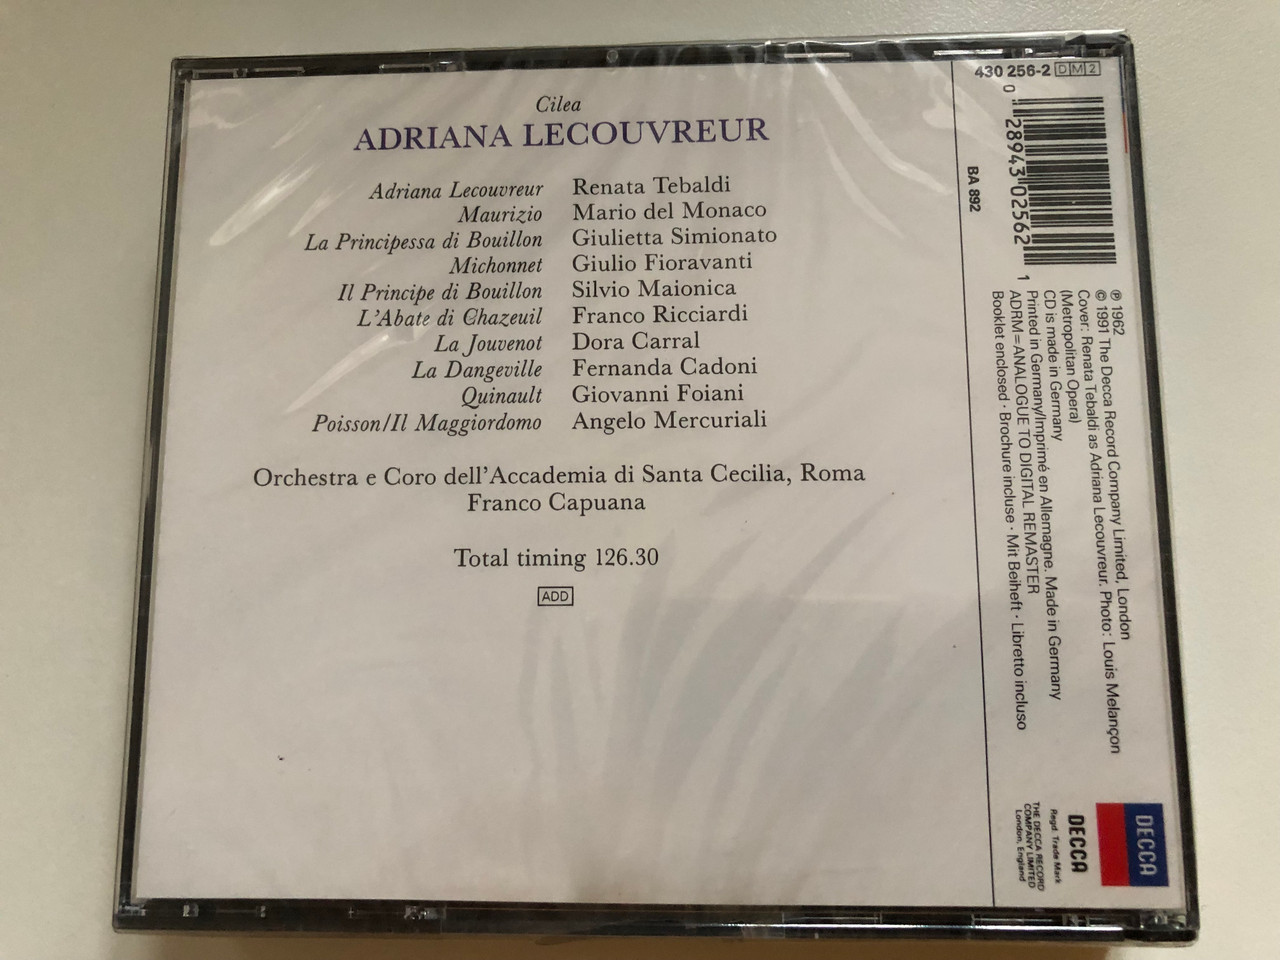 Cilea
ADRIANA LECOUVREUR
Adriana Lecouvreur Renata Tebaldi
Maurizio Mario del Monaco
La Principessa di Bouillon Giulietta Simionato
Michonnet Giulio Fioravanti
Il Principe di Bouillon Silvio Maionica
L'Abate di Chazeuil Franco Ricciardi
La Jouvenot Dora Carral
La Dangeville Fernanda Cadoni
Quinault Giovanni Foiani
Poisson/Il Maggiordomo Angelo Mercuriali
Orchestra e Coro dell'Accademia di Santa Cecilia, Roma
Franco Capuana
Total timing 126.30
ADD
430 256-2 DM2
0 28943 02562 1
BA 892
℗ 1962
© 1991 The Decca Record Company Limited, London
Cover: Renata Tebaldi as Adriana Lecouvreur. Photo: Louis Melançon
(Metropolitan Opera)
CD is made in Germany
Printed in Germany/Imprimé en Allemagne. Made in Germany
ADRM=ANALOGUE TO DIGITAL REMASTER
Booklet enclosed · Brochure incluse · Mit Beiheft · Libretto incluso
DECCA
DECCA
Regd. Trade Mark
THE DECCA RECORD
COMPANY LIMITED
London, England